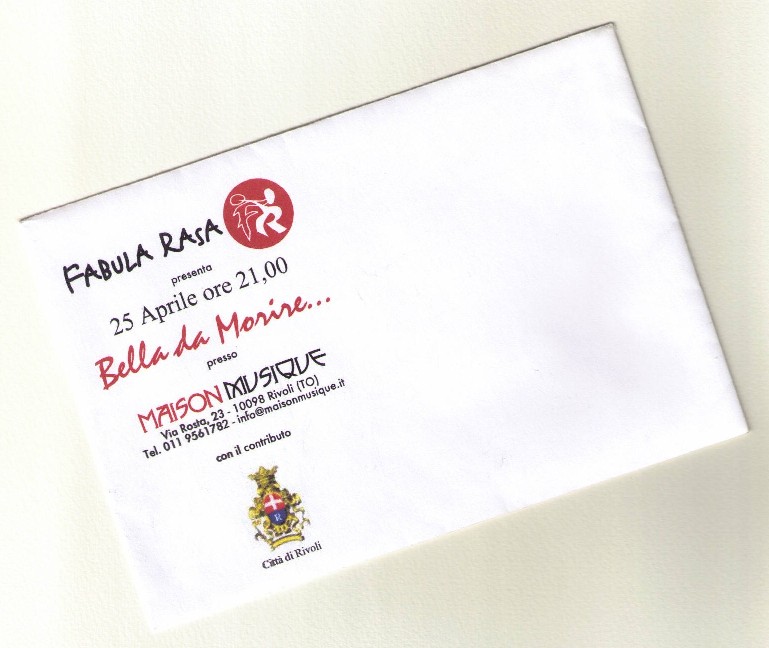 FABULA RASA
FR
presenta
25 Aprile ore 21,00
Bella da Morire...
presso
MAISON MUSIQUE
Via Rosta, 23 - 10098 Rivoli (TO)
Tel. 011 9561782 - info@maisonmusique.it
con il contributo
R
Città di Rivoli